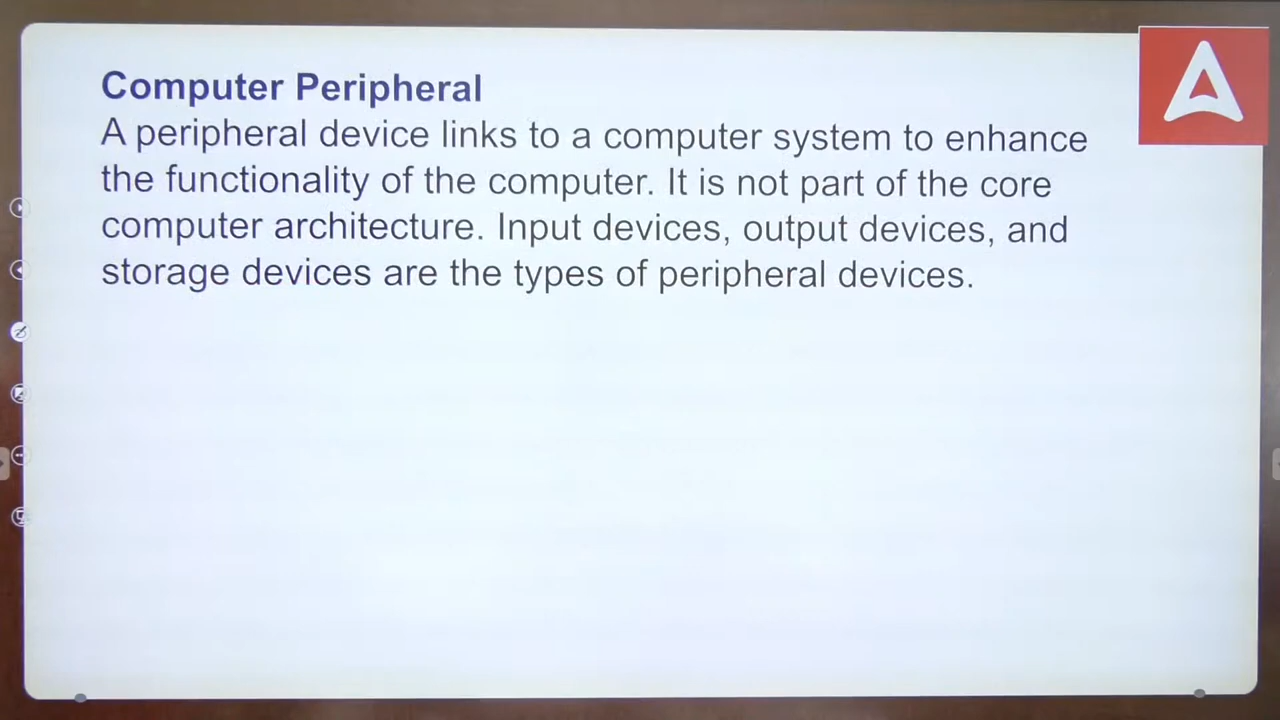 Computer Peripheral
A peripheral device links to a computer system to enhance
the functionality of the computer. It is not part of the core
computer architecture. Input devices, output devices, and
storage devices are the types of peripheral devices.